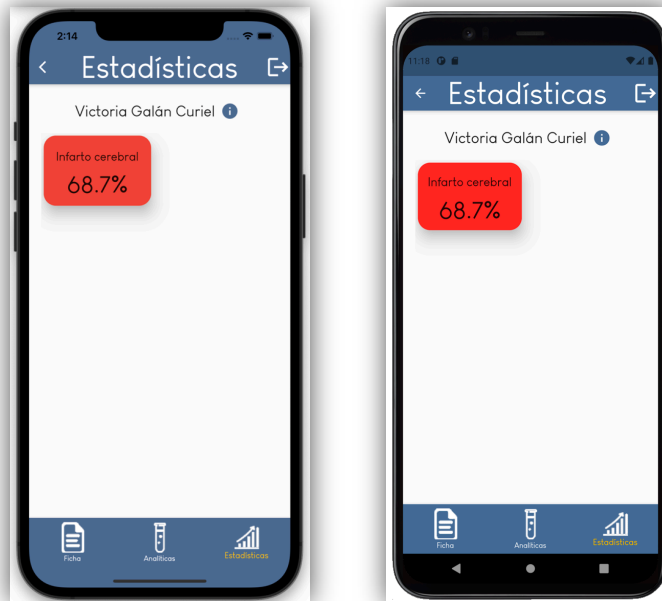 2:14
Estadísticas
Victoria Galán Curiel
Infarto cerebral
68.7%
Ficha
Analíticas
Estadísticas
11:18
Estadísticas
Victoria Galán Curiel
Infarto cerebral
68.7%
Ficha
Analíticas
Estadísticas